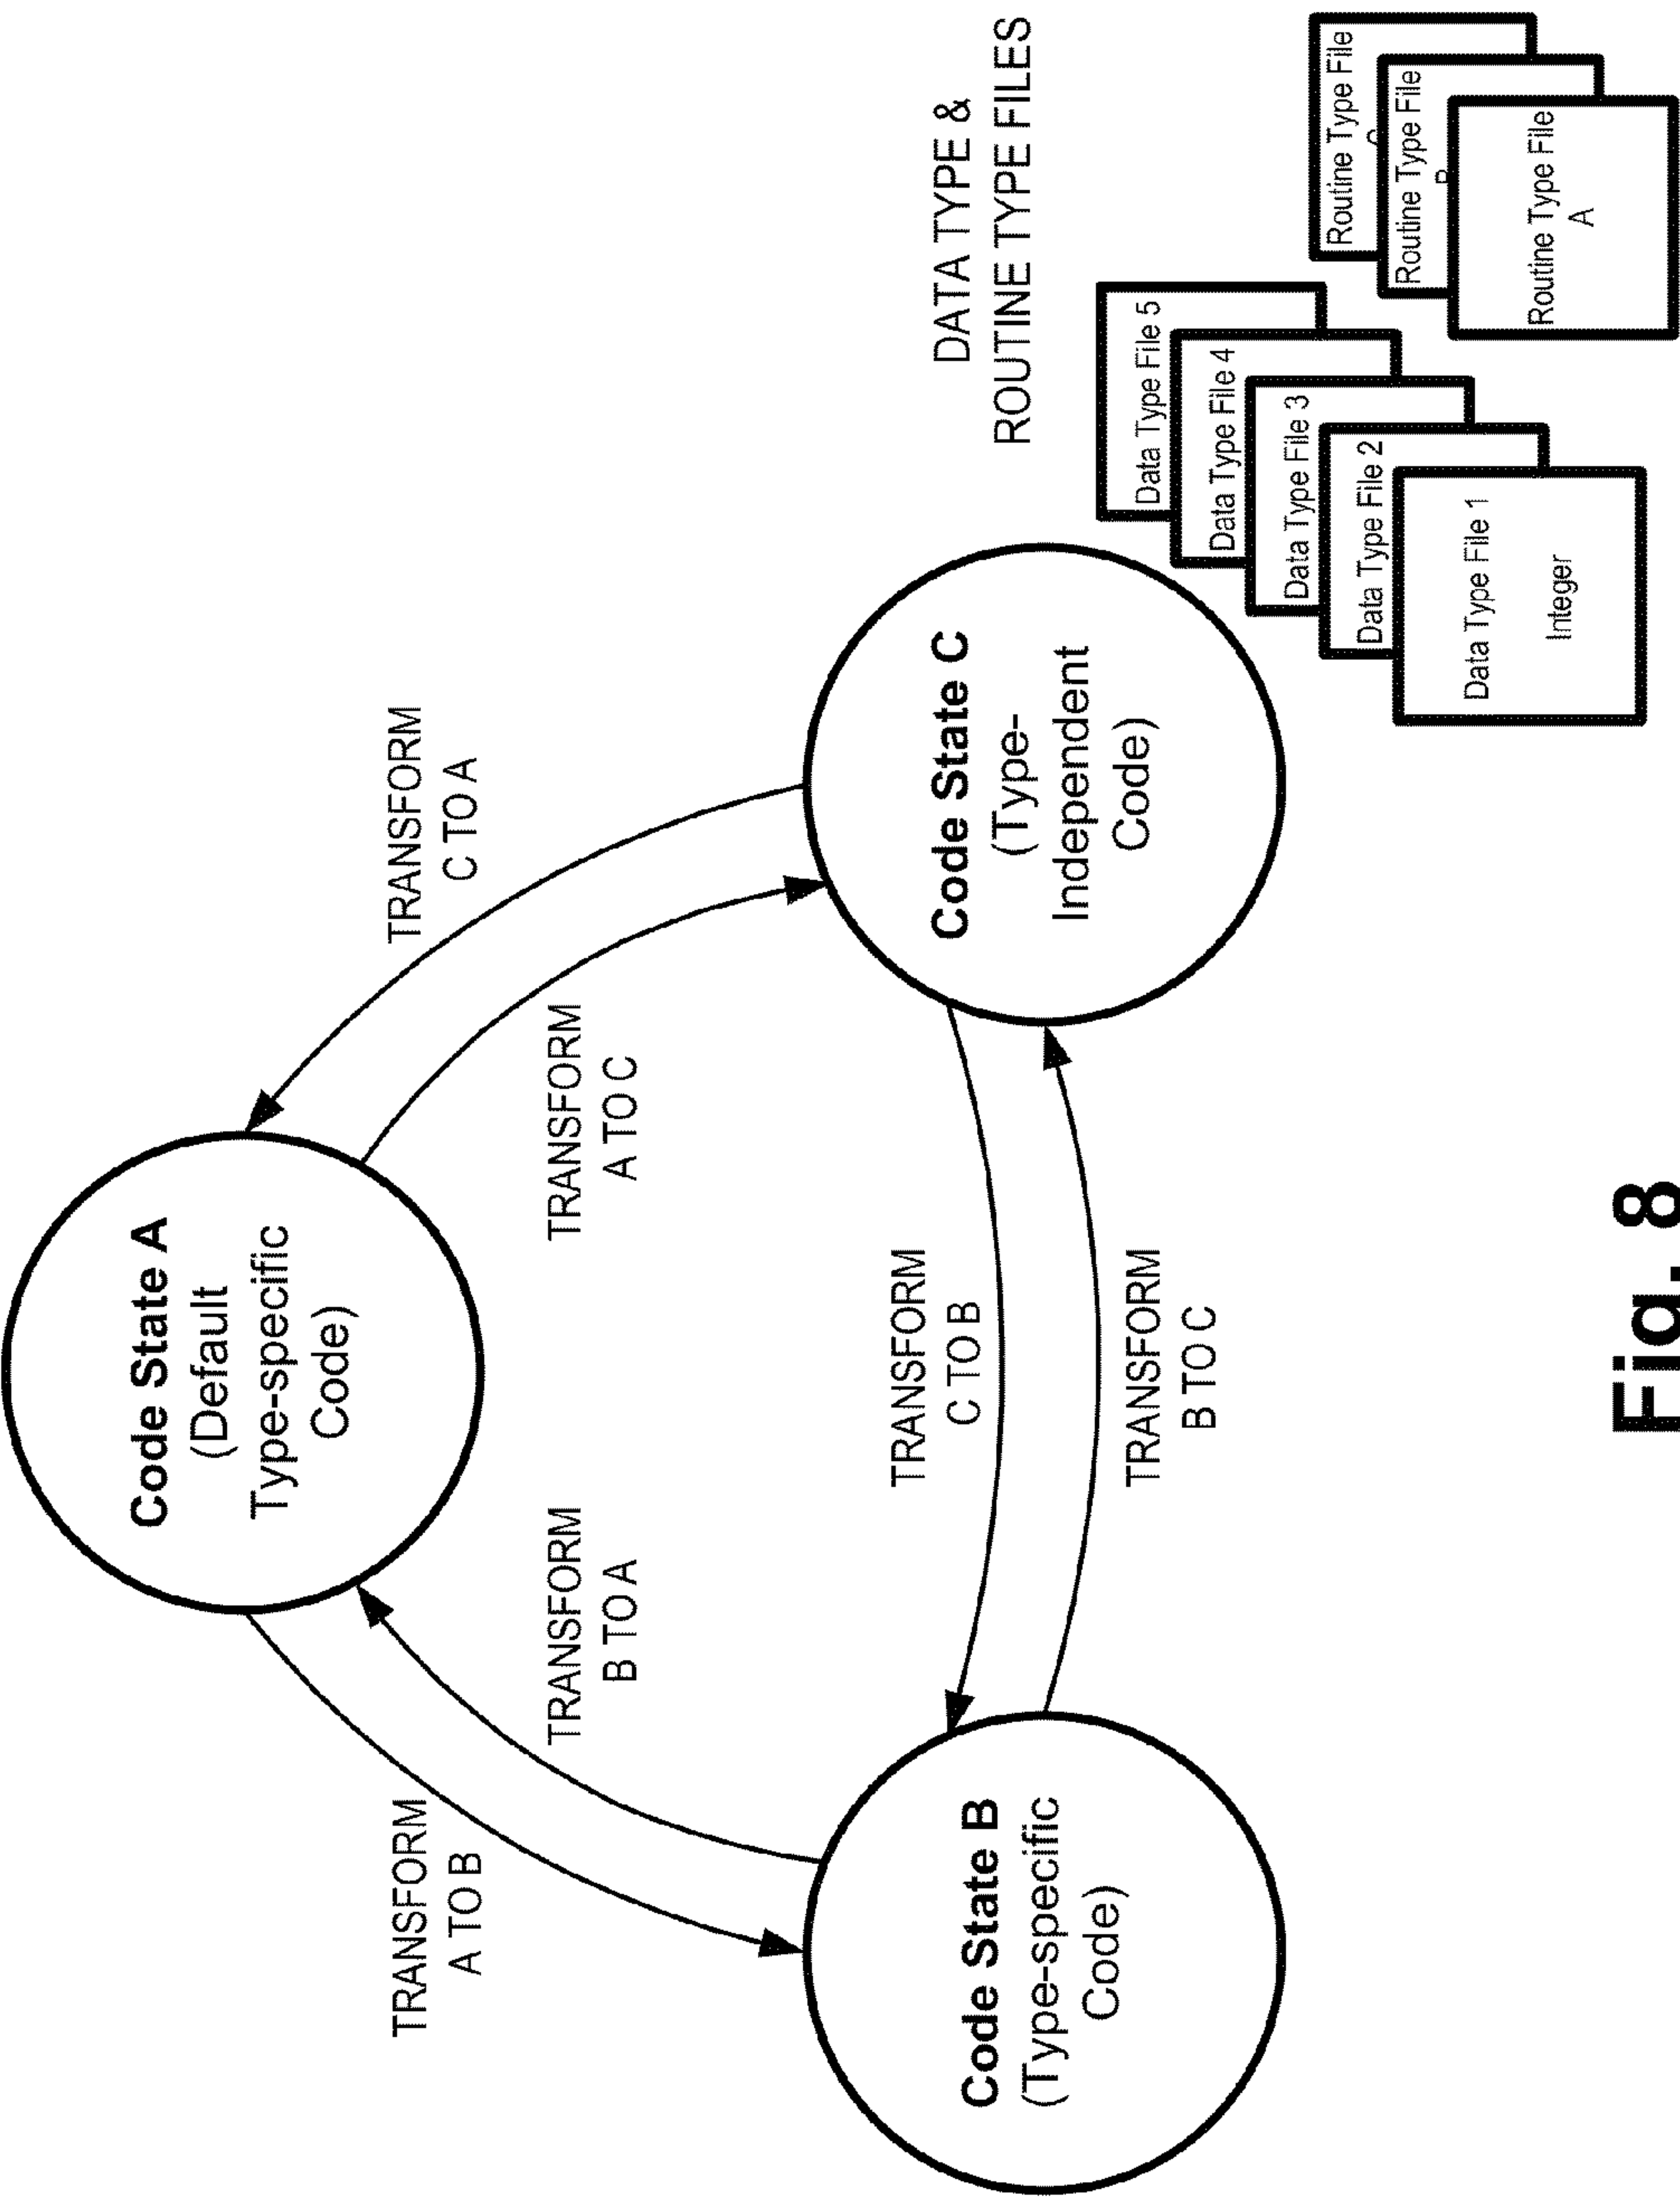 Code State A
(Default
Type-specific
Code)
TRANSFORM
A TO B
TRANSFORM
C TO A
TRANSFORM
B TO A
TRANSFORM
A TO C
Code State B
(Type-specific
Code)
TRANSFORM
C TO B
TRANSFORM
B TO C
Code State C
(Type-
Independent
Code)
DATA TYPE &
ROUTINE TYPE FILES
Data Type File 5
Data Type File 4
Data Type File 3
Data Type File 2
Data Type File 1
Integer
Routine Type File
Routine Type File
Routine Type File
A
Fig. 8